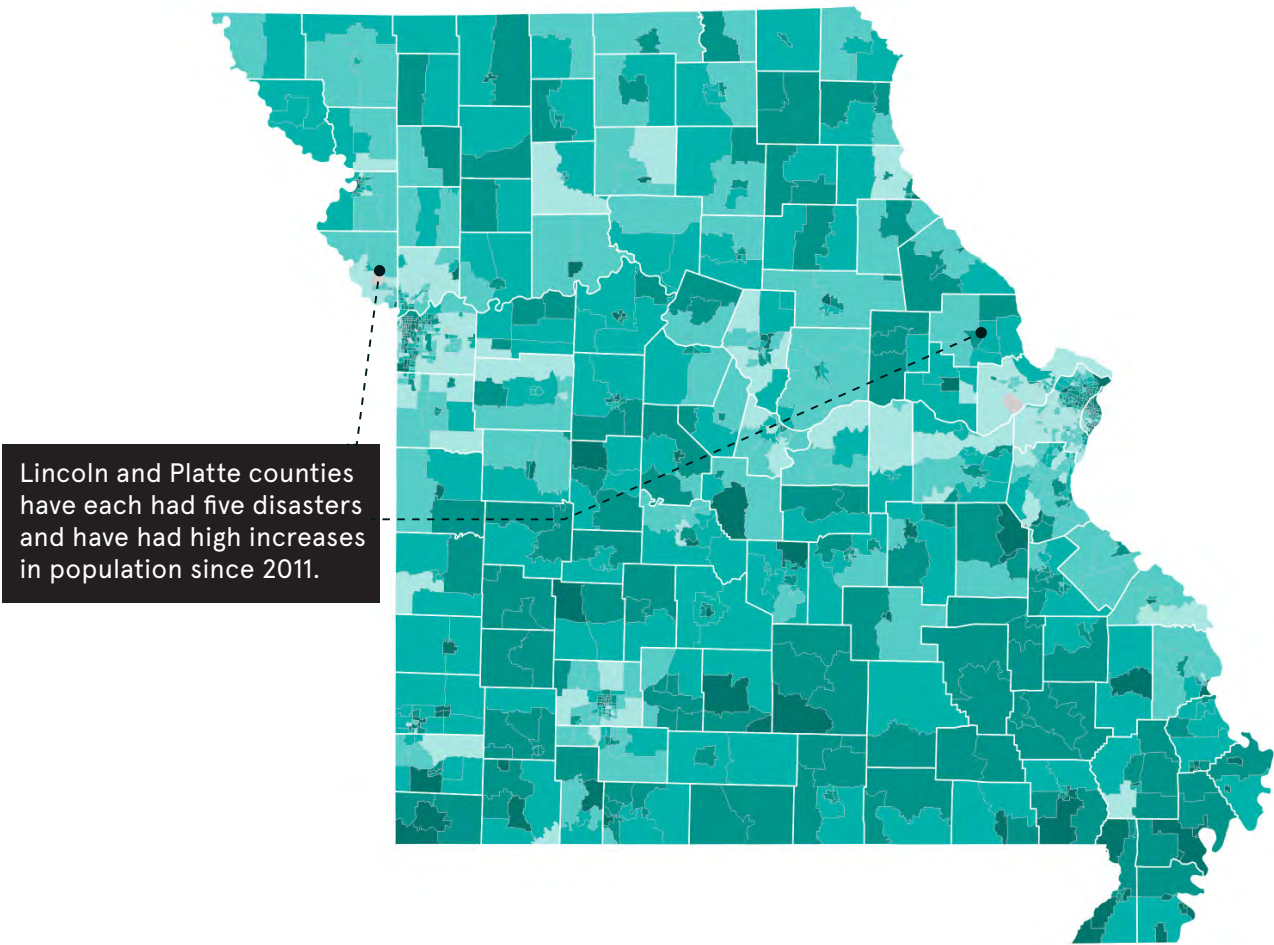 Lincoln and Platte counties
have each had five disasters
and have had high increases
in population since 2011.